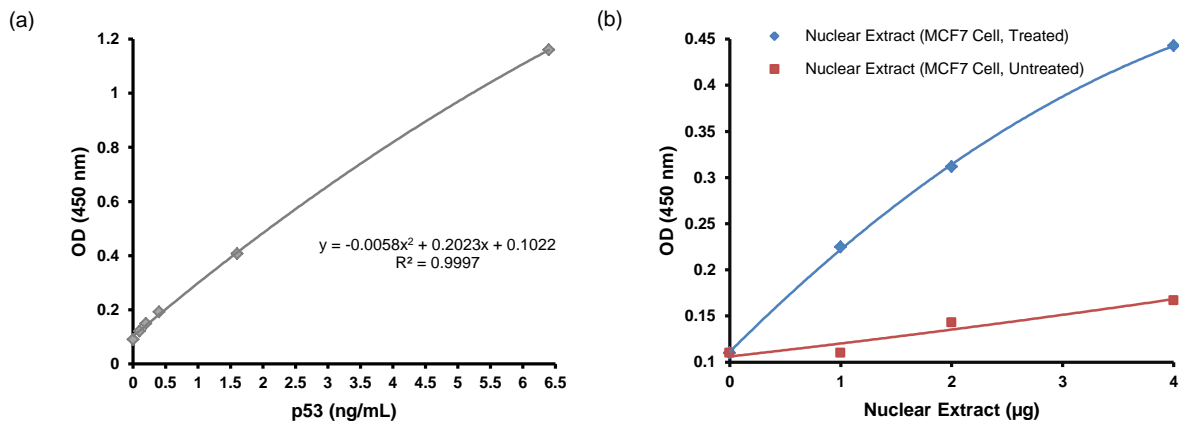 (a)
1.2
1
0.8
0.6
0.4
0.2
0
OD (450 nm)
y = -0.0058x² + 0.2023x + 0.1022
R² = 0.9997
0 0.5 1 1.5 2 2.5 3 3.5 4 4.5 5 5.5 6 6.5
p53 (ng/mL)
(b)
Nuclear Extract (MCF7 Cell, Treated)
Nuclear Extract (MCF7 Cell, Untreated)
0.45
0.4
0.35
0.3
0.25
0.2
0.15
0.1
OD (450 nm)
0 1 2 3 4
Nuclear Extract (µg)